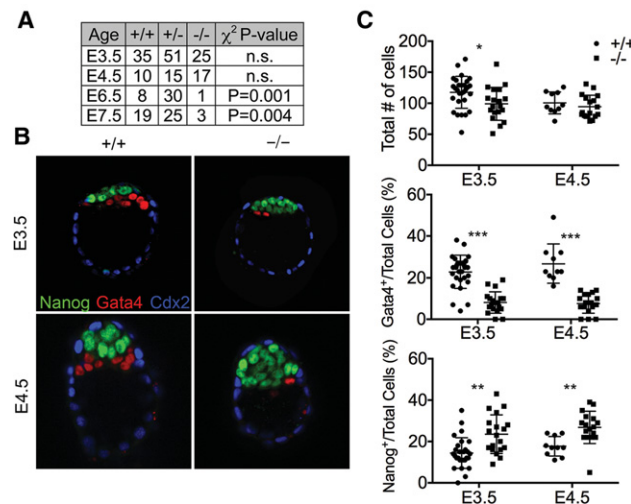 A
Age +/+ +/- -/- χ² P-value
E3.5 35 51 25 n.s.
E4.5 10 15 17 n.s.
E6.5 8 30 1 P=0.001
E7.5 19 25 3 P=0.004
B
+/+ −/−
E3.5
Nanog Gata4 Cdx2
E4.5
C
+/+
-/-
Total # of cells
200
150
100
50
0
*
E3.5 E4.5
Gata4⁺/Total Cells (%)
60
40
20
0
*** ***
E3.5 E4.5
Nanog⁺/Total Cells (%)
60
40
20
0
** **
E3.5 E4.5